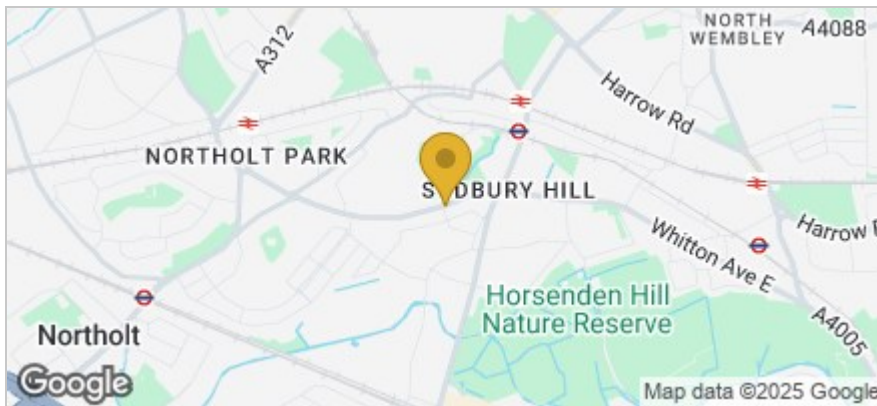 NORTH
WEMBLEY
A4088
A312
Harrow Rd
NORTHOLT PARK
SUDBURY HILL
Harrow R
Whitton Ave E
Horsenden Hill
Nature Reserve
A4005
Northolt
Google
Map data ©2025 Google